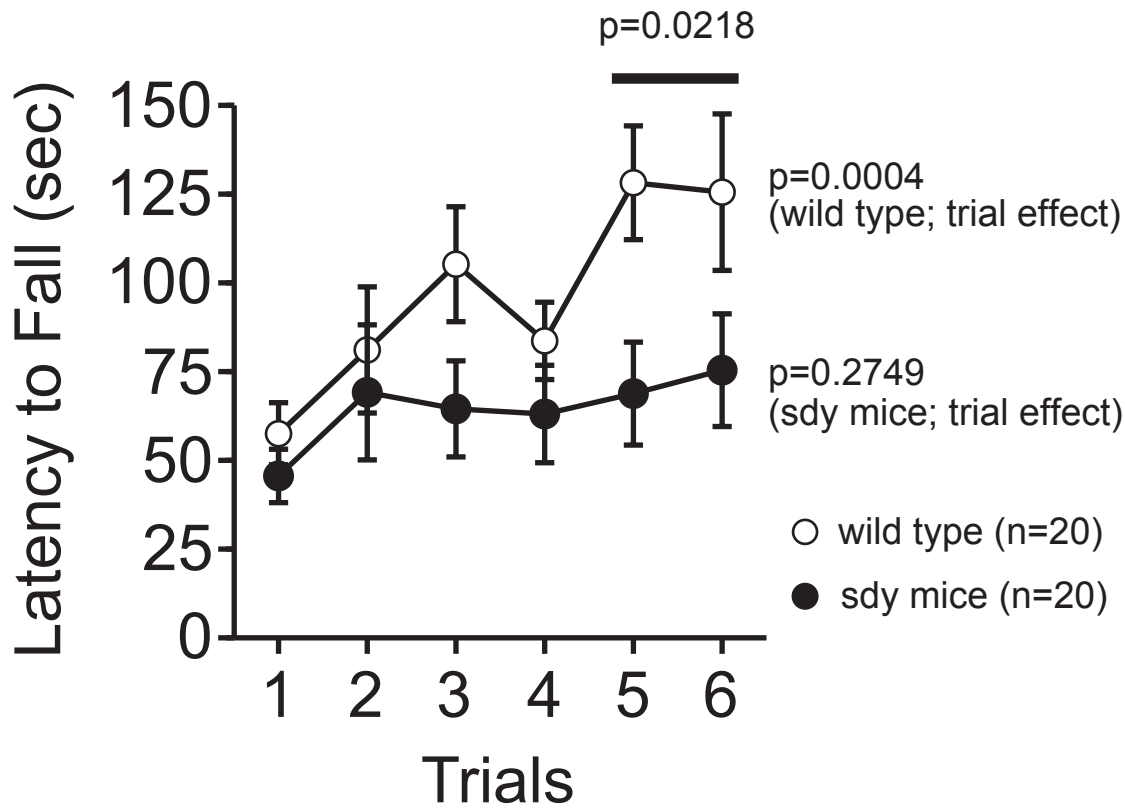 p=0.0218
Latency to Fall (sec)
150
125
100
75
50
25
0
p=0.0004
(wild type; trial effect)
p=0.2749
(sdy mice; trial effect)
wild type (n=20)
sdy mice (n=20)
1 2 3 4 5 6
Trials